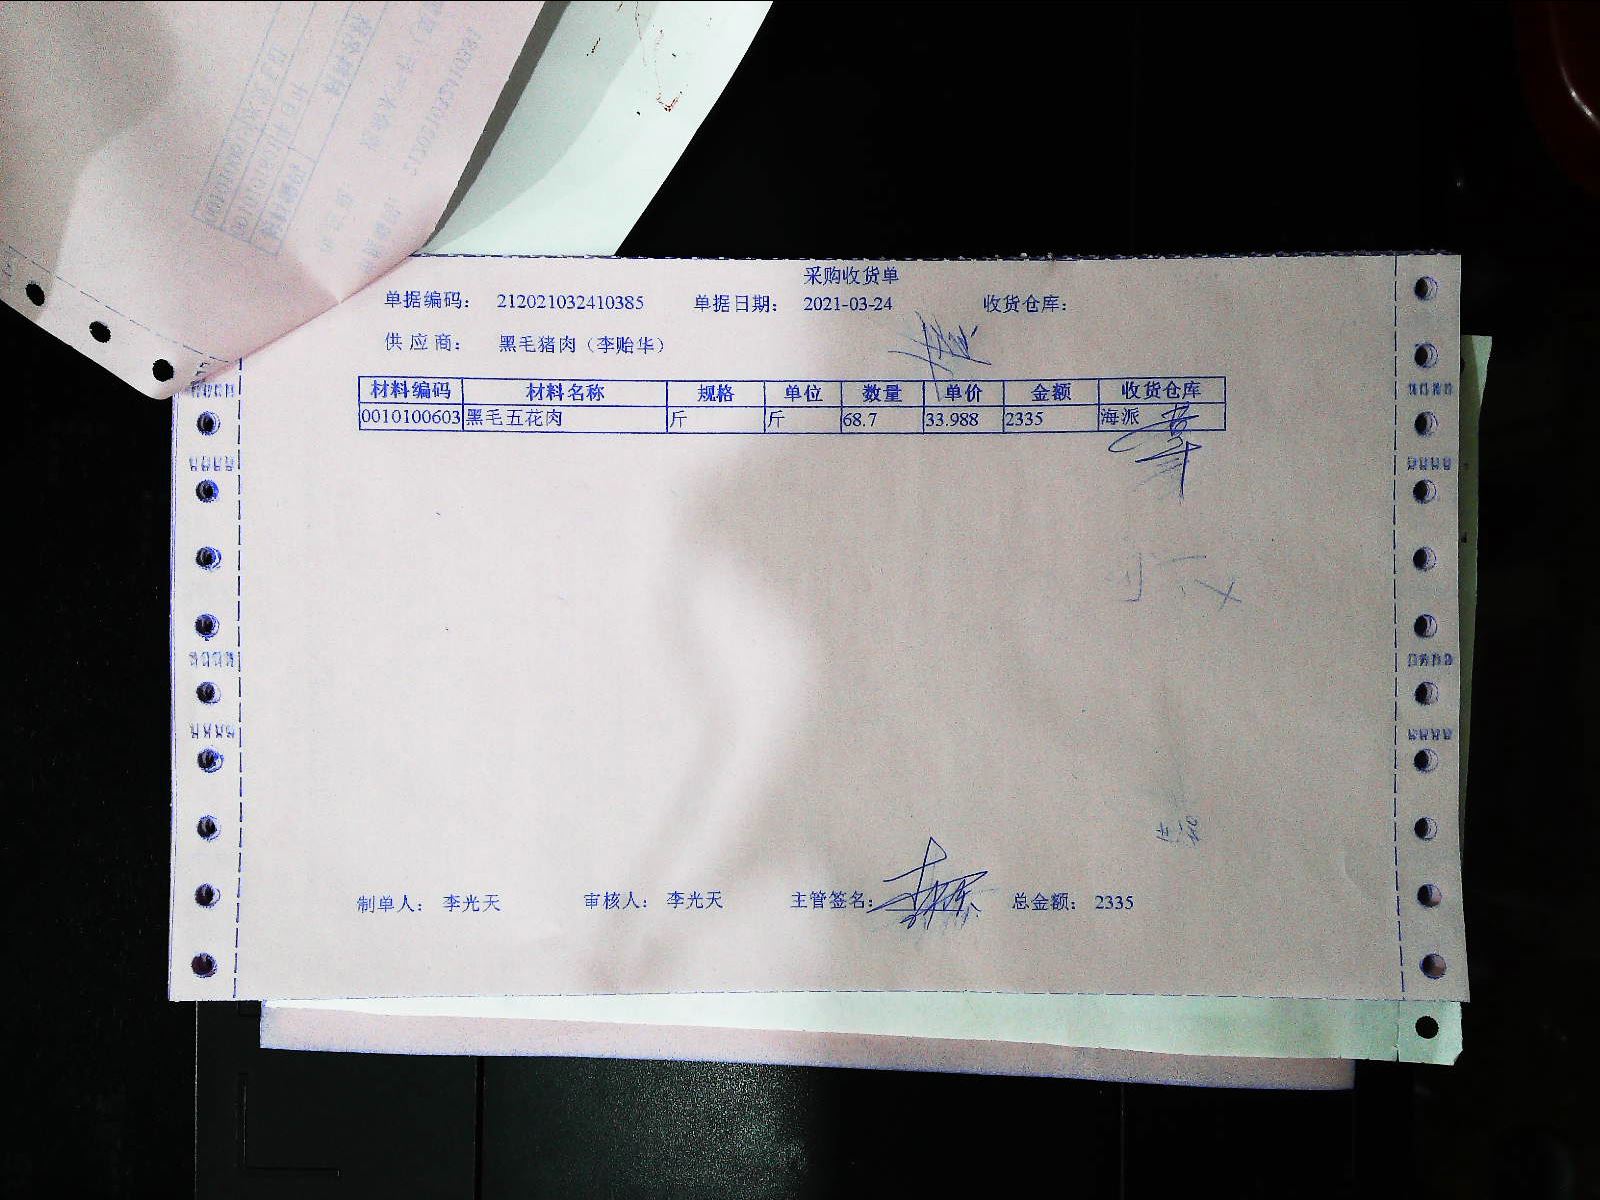 采购收货单
单据编码： 212021032410385 单据日期： 2021-03-24 收货仓库：
供应商： 黑毛猪肉（李贻华）
材料编码 材料名称 规格 单位 数量 单价 金额 收货仓库
0010100603 黑毛五花肉 斤 斤 68.7 33.988 2335 海派
制单人： 李光天 审核人： 李光天 主管签名： 总金额： 2335